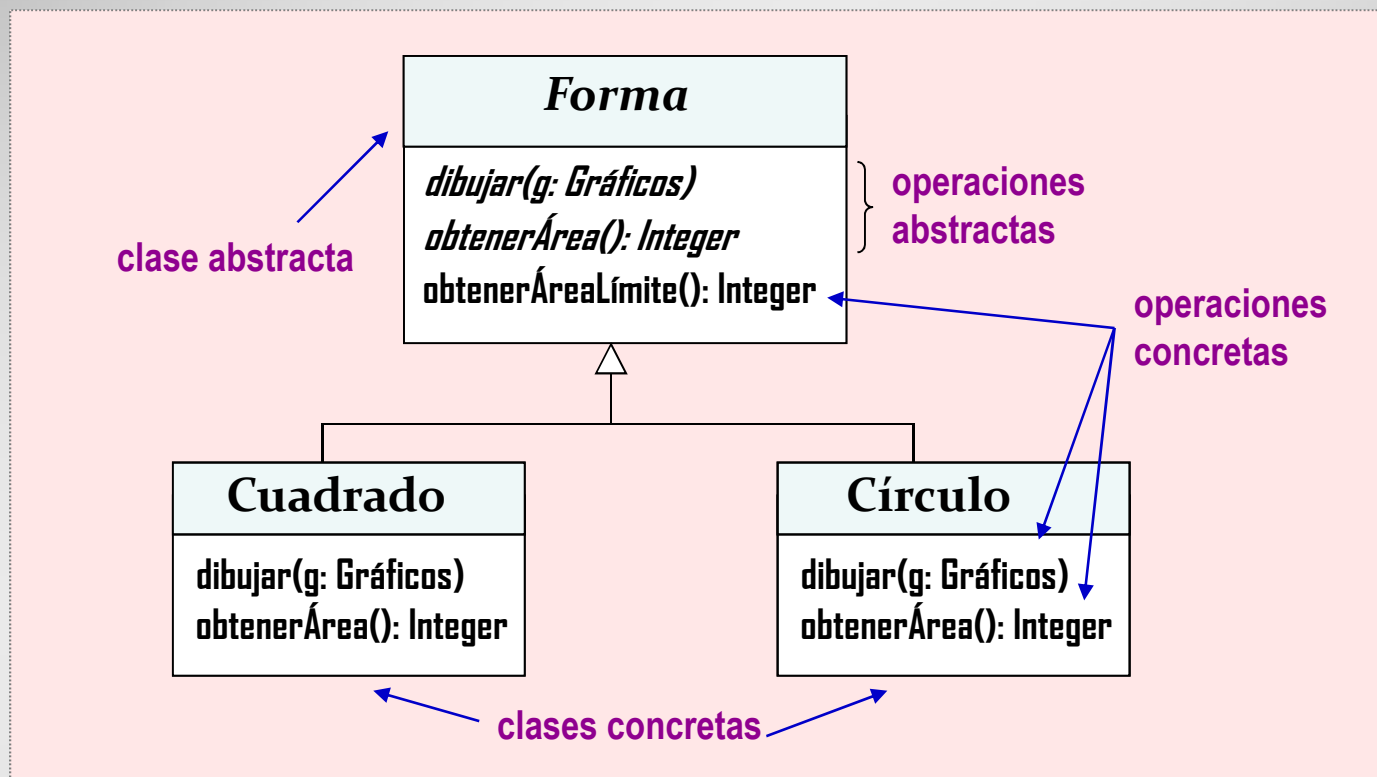 Forma
dibujar(g: Gráficos)
obtenerÁrea(): Integer
obtenerÁreaLímite(): Integer
operaciones
abstractas
clase abstracta
operaciones
concretas
Cuadrado
dibujar(g: Gráficos)
obtenerÁrea(): Integer
Círculo
dibujar(g: Gráficos)
obtenerÁrea(): Integer
clases concretas